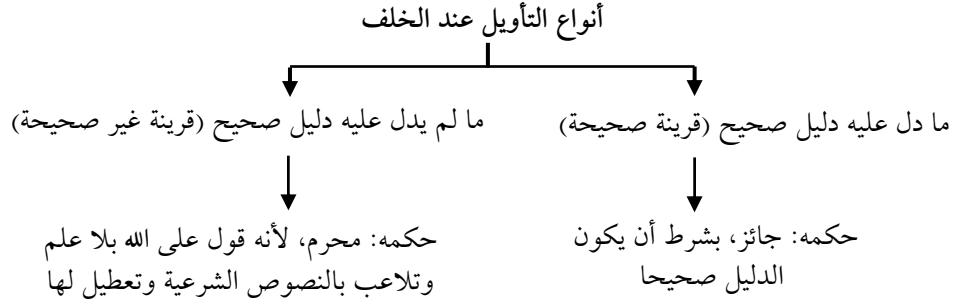 أنواع التأويل عند الخلف
ما دل عليه دليل صحيح (قرينة صحيحة)
ما لم يدل عليه دليل صحيح (قرينة غير صحيحة)
حكمه: جائز، بشرط أن يكون
الدليل صحيحا
حكمه: محرم، لأنه قول على الله بلا علم
وتلاعب بالنصوص الشرعية وتعطيل لها